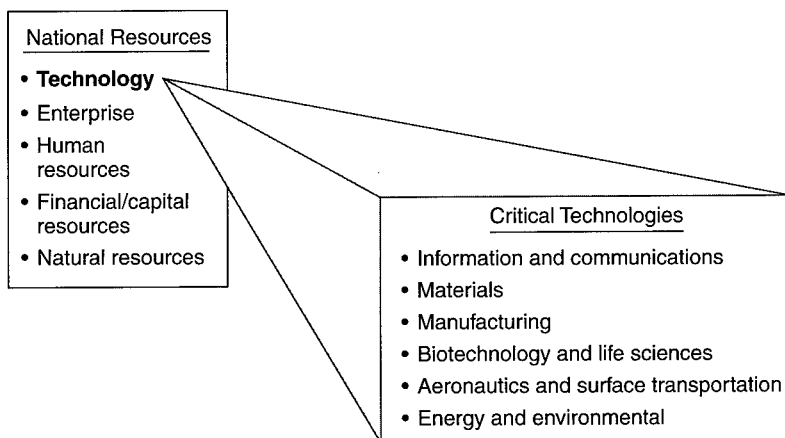 National Resources
• Technology
• Enterprise
• Human
resources
• Financial/capital
resources
• Natural resources
Critical Technologies
• Information and communications
• Materials
• Manufacturing
• Biotechnology and life sciences
• Aeronautics and surface transportation
• Energy and environmental